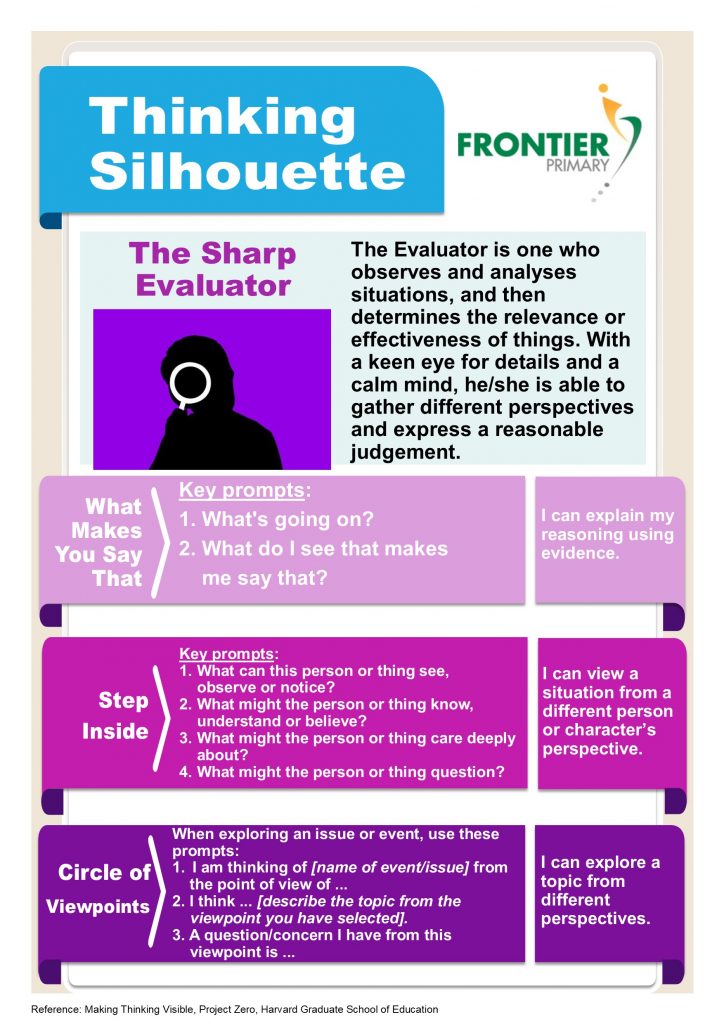 Thinking
Silhouette
FRONTIER
PRIMARY
The Sharp
Evaluator
The Evaluator is one who
observes and analyses
situations, and then
determines the relevance or
effectiveness of things. With
a keen eye for details and a
calm mind, he/she is able to
gather different perspectives
and express a reasonable
judgement.
What
Makes
You Say
That
Key prompts:
1. What's going on?
2. What do I see that makes
me say that?
I can explain my
reasoning using
evidence.
Step
Inside
Key prompts:
1. What can this person or thing see,
observe or notice?
2. What might the person or thing know,
understand or believe?
3. What might the person or thing care deeply
about?
4. What might the person or thing question?
I can view a
situation from a
different person
or character's
perspective.
Circle of
Viewpoints
When exploring an issue or event, use these
prompts:
1. I am thinking of [name of event/issue] from
the point of view of ...
2. I think ... [describe the topic from the
viewpoint you have selected].
3. A question/concern I have from this
viewpoint is ...
I can explore a
topic from
different
perspectives.
Reference: Making Thinking Visible, Project Zero, Harvard Graduate School of Education